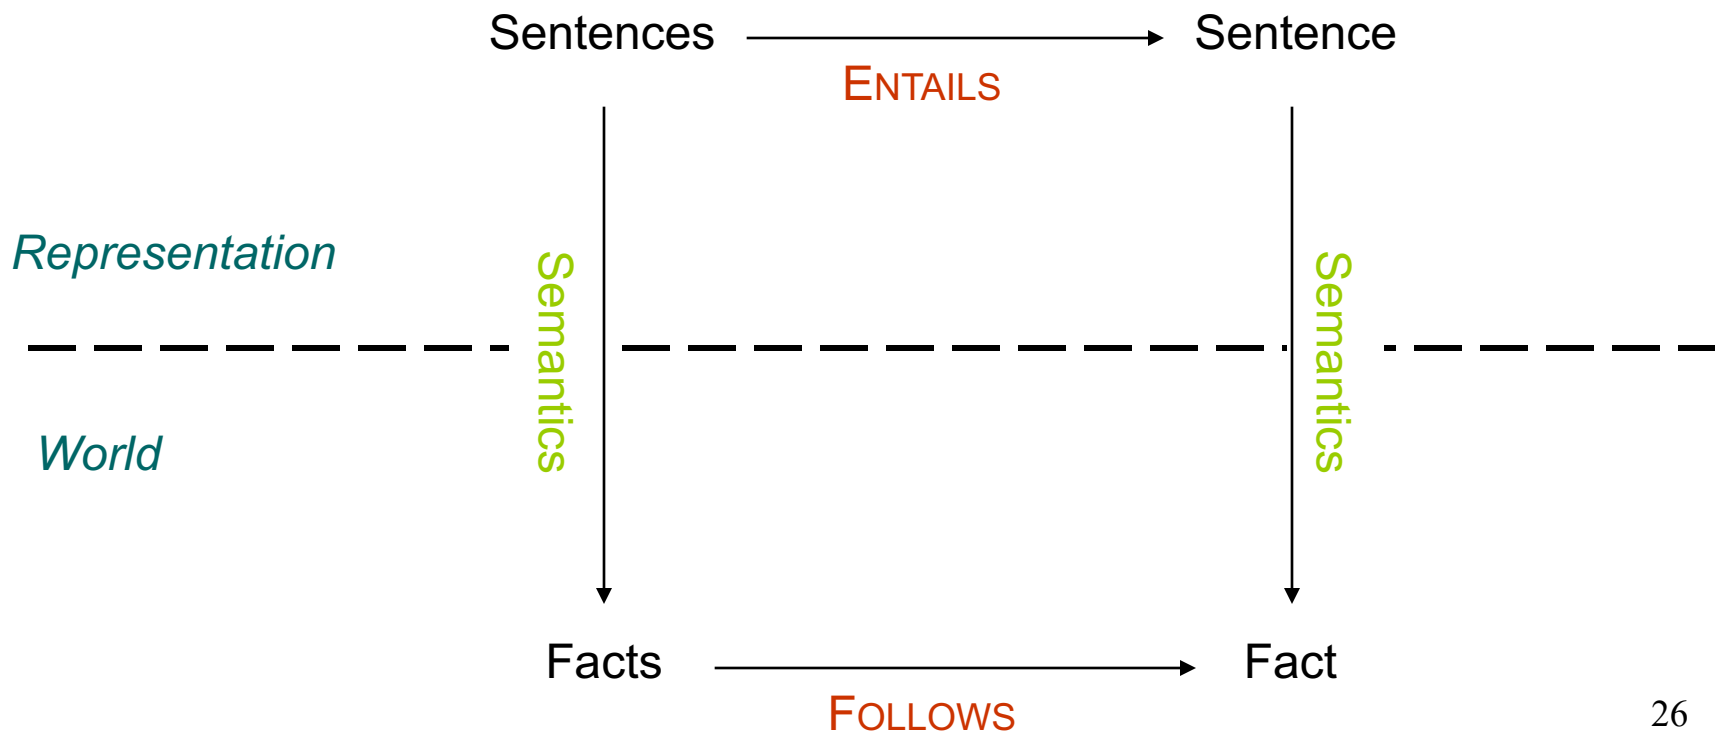 Sentences
Sentence
ENTAILS
Representation
Semantics
Semantics
World
Facts
Fact
FOLLOWS
26